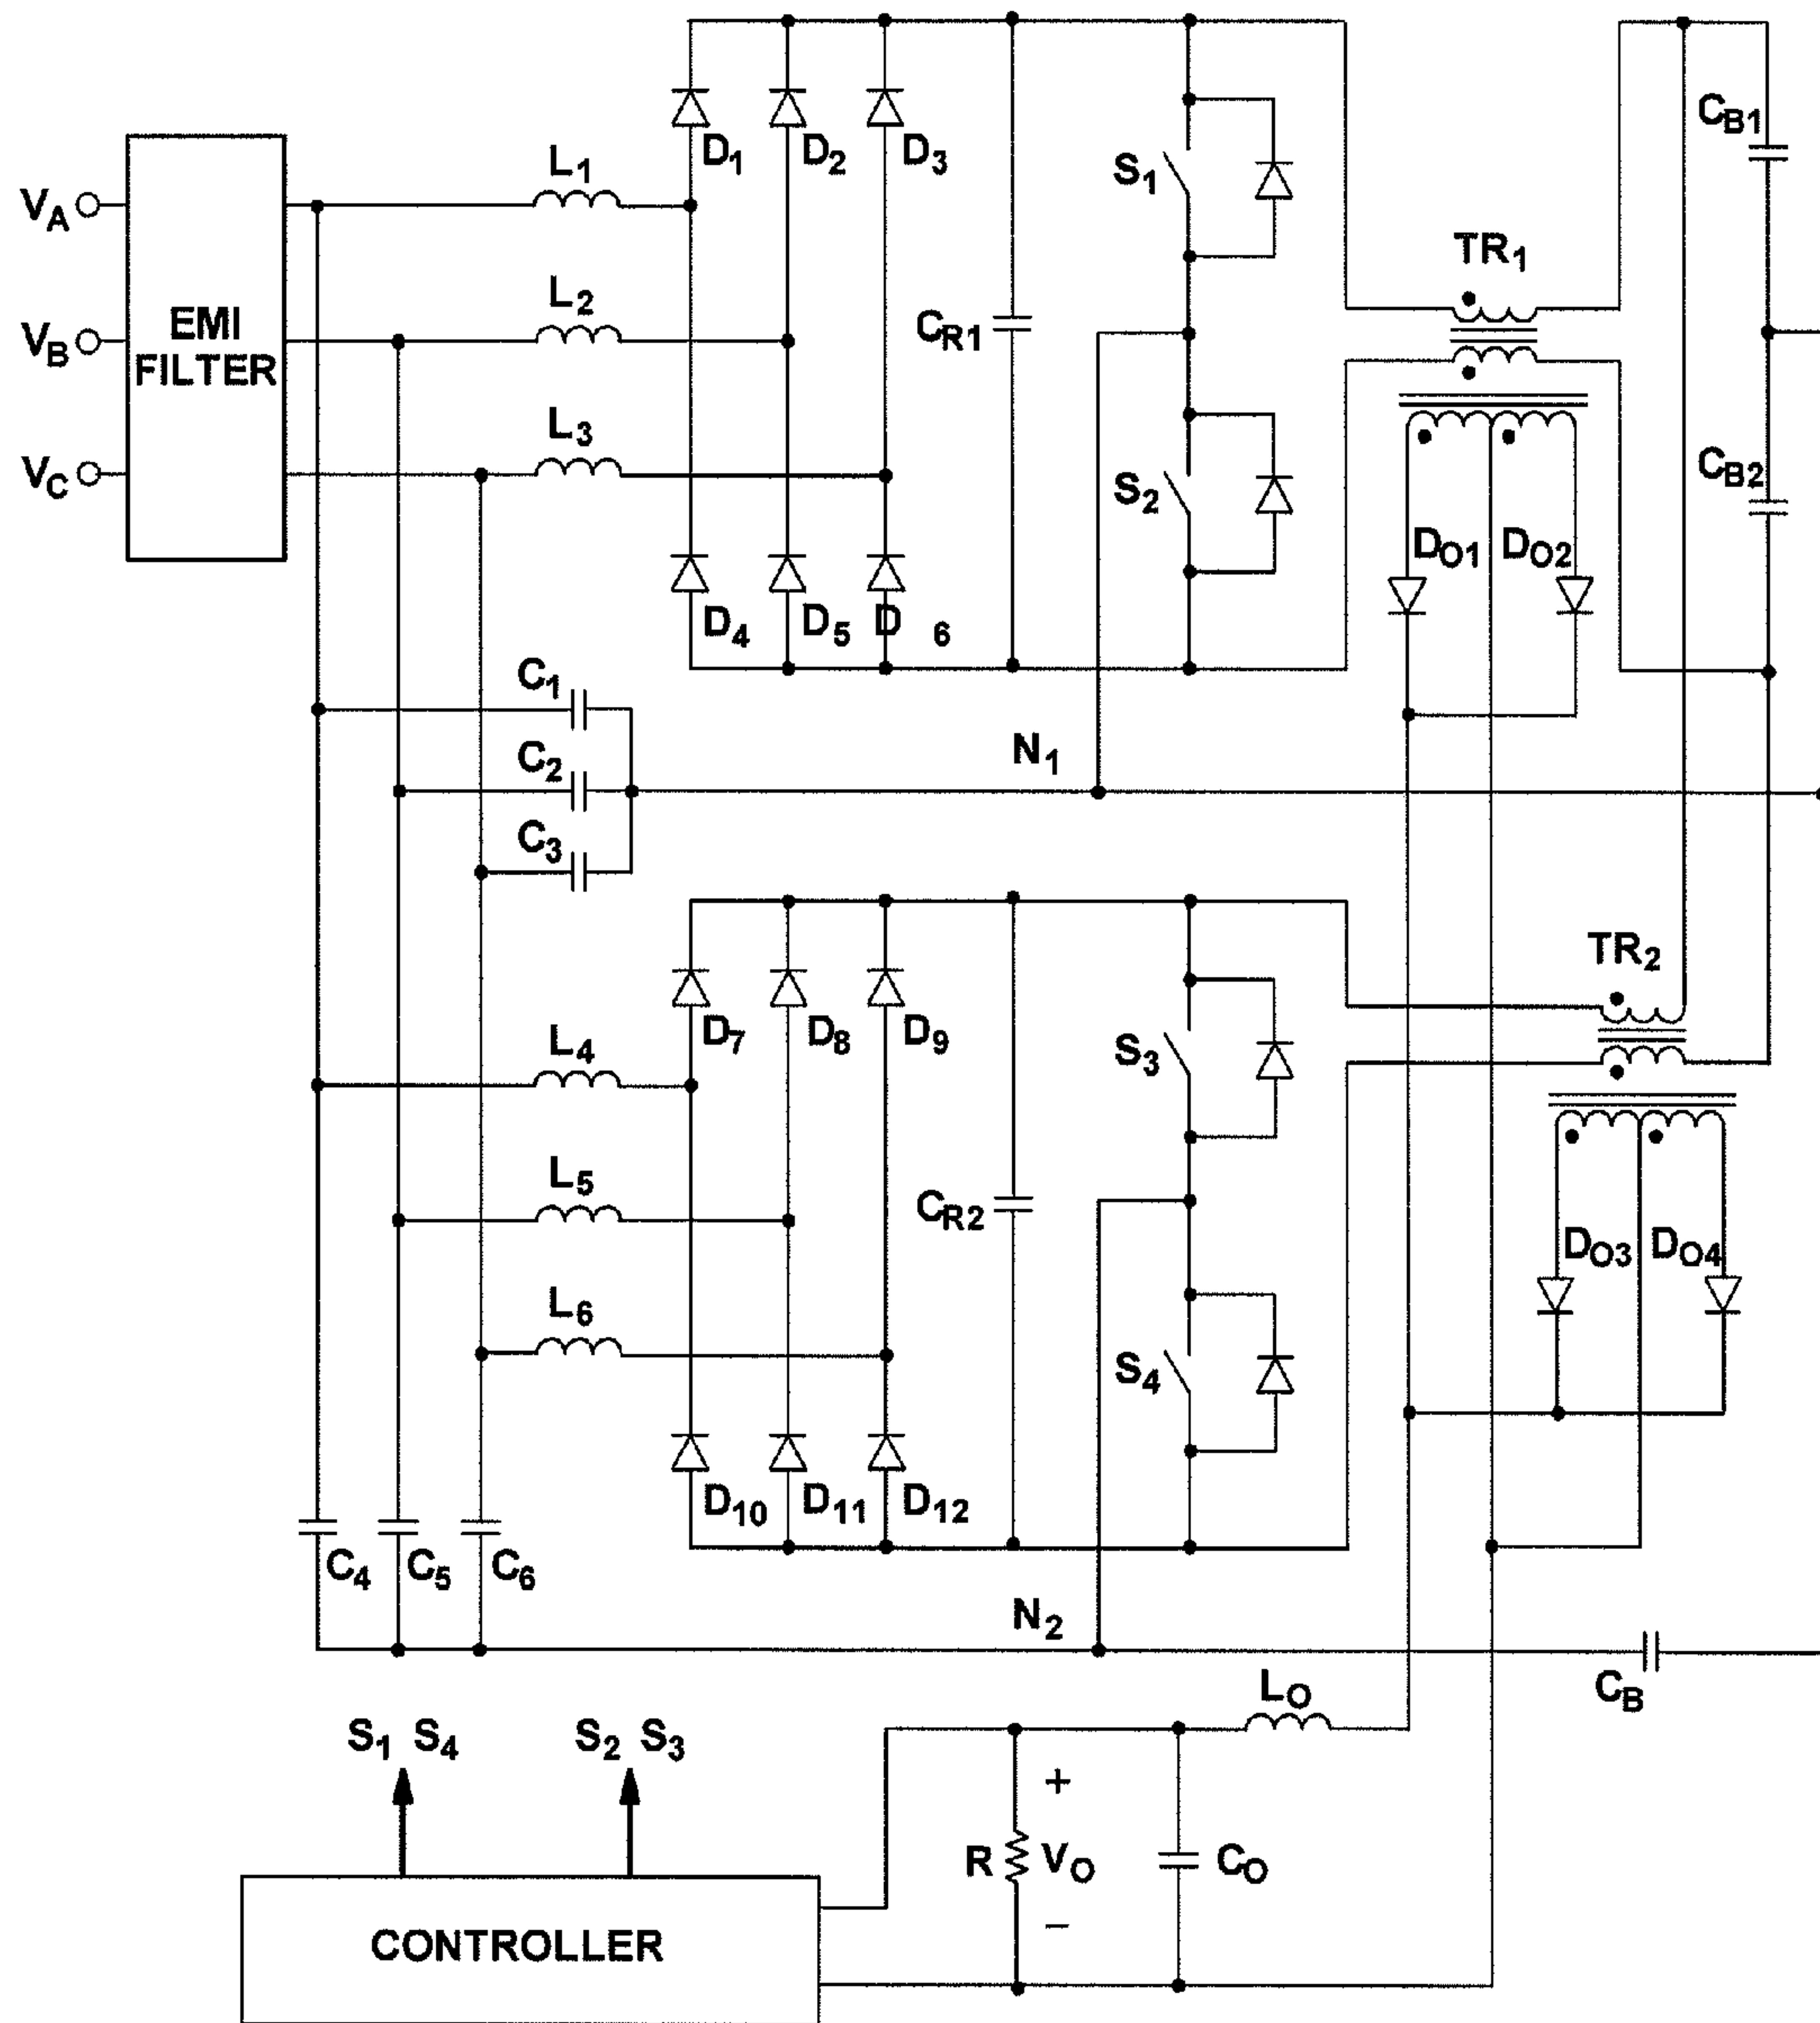 V_A
V_B
V_C
EMI
FILTER
L_1
L_2
L_3
D_1
D_2
D_3
D_4
D_5
D 6
C_R1
S_1
S_2
TR_1
C_B1
C_B2
D_O1
D_O2
C_1
C_2
C_3
N_1
D_7
D_8
D_9
L_4
L_5
L_6
C_R2
S_3
S_4
TR_2
D_O3
D_O4
D_10
D_11
D_12
C_4
C_5
C_6
N_2
C_B
L_O
S_1 S_4
S_2 S_3
+
R
V_O
−
C_O
CONTROLLER